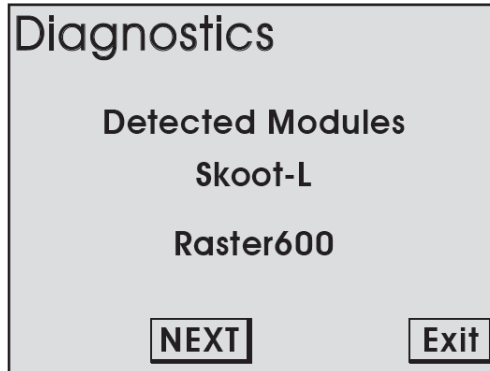 Diagnostics
Detected Modules
Skoot-L
Raster600
NEXT Exit